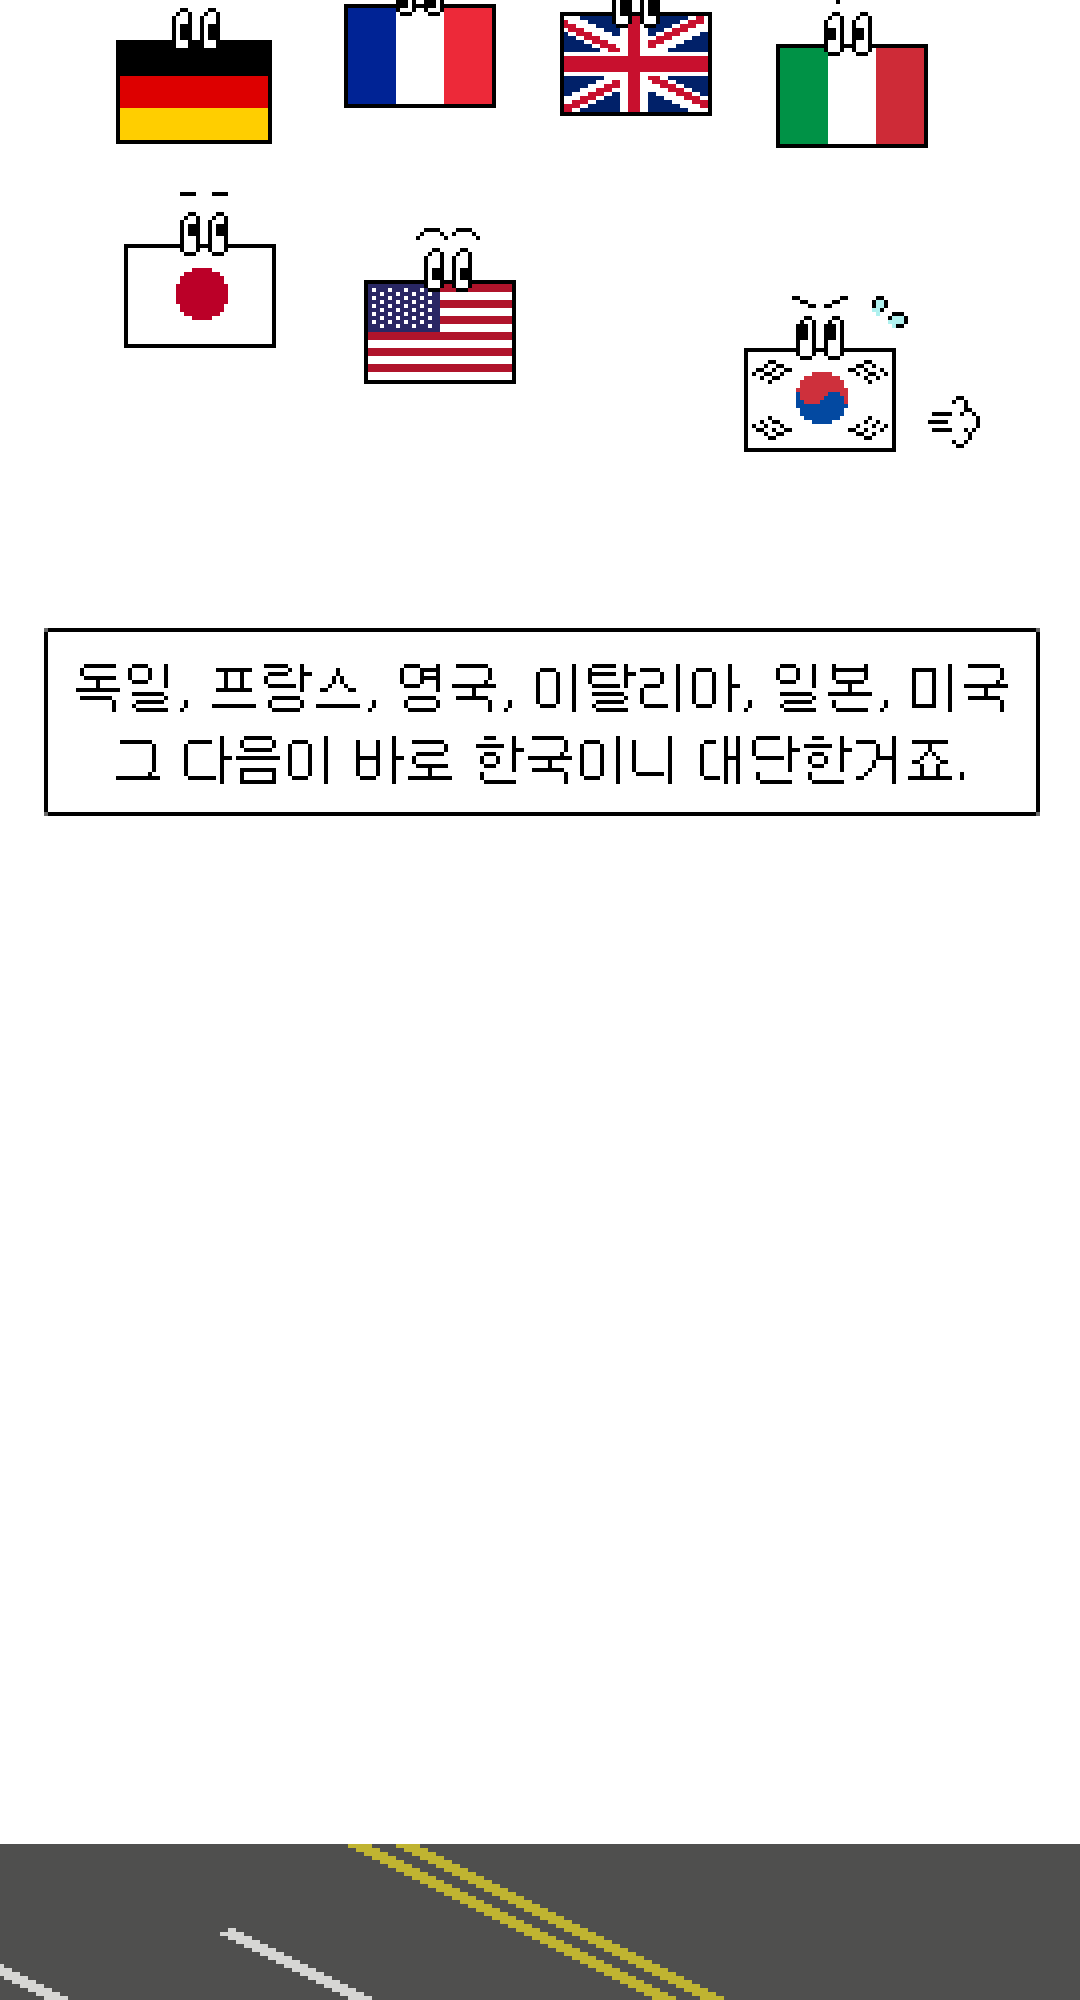 독일, 프랑스, 영국, 이탈리아, 일본, 미국
그 다음이 바로 한국이니 대단한거죠.